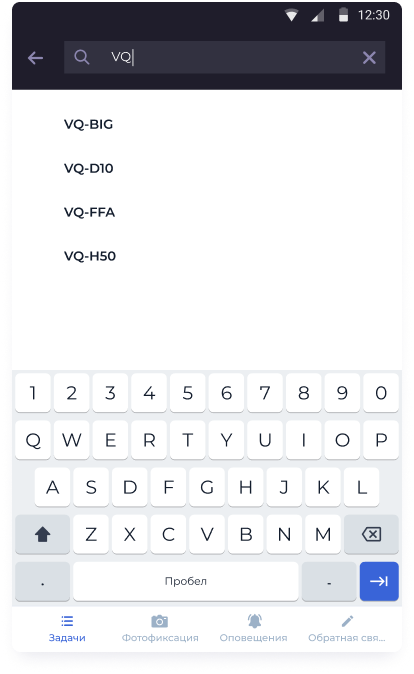 12:30
VQ
VQ-BIG
VQ-D10
VQ-FFA
VQ-H50
1 2 3 4 5 6 7 8 9 0
Q W E R T Y U I O P
A S D F G H J K L
Z X C V B N M
. Пробел -
Задачи Фотофиксация Оповещения Обратная свя...